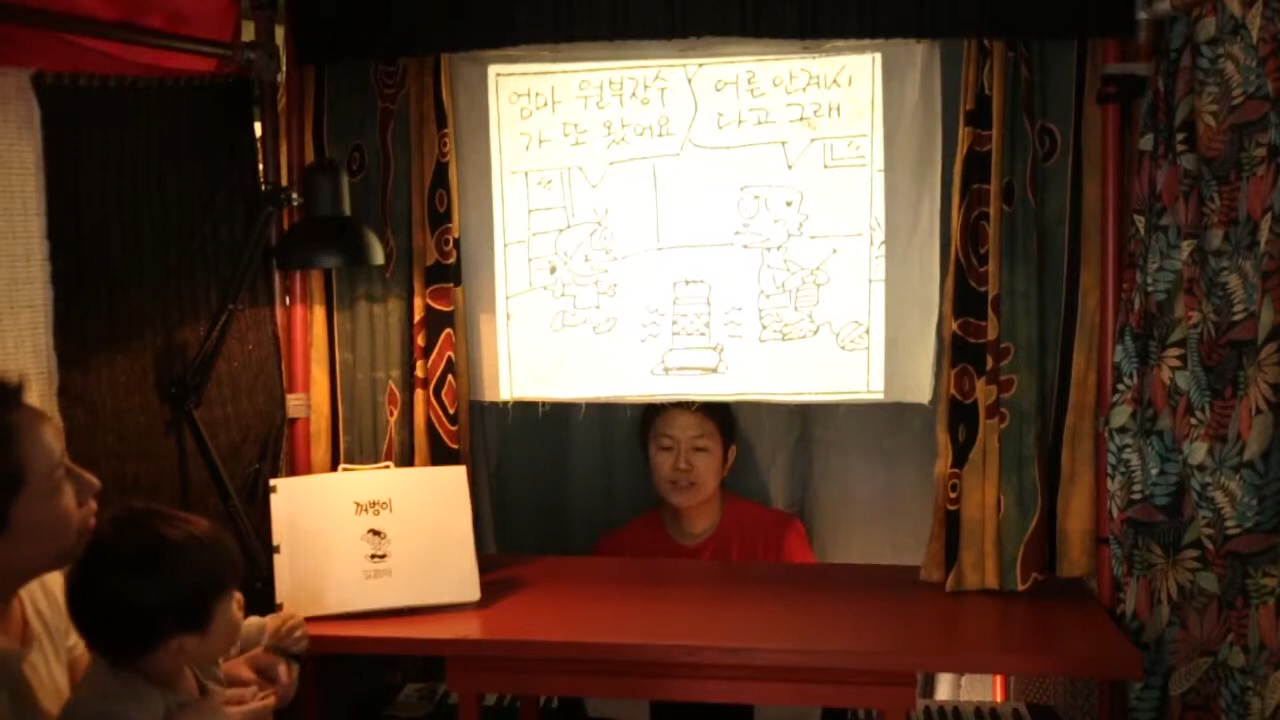 엄마 월부장수
가 또 왔어요
어른 안계시
다고 그래
꺼벙이